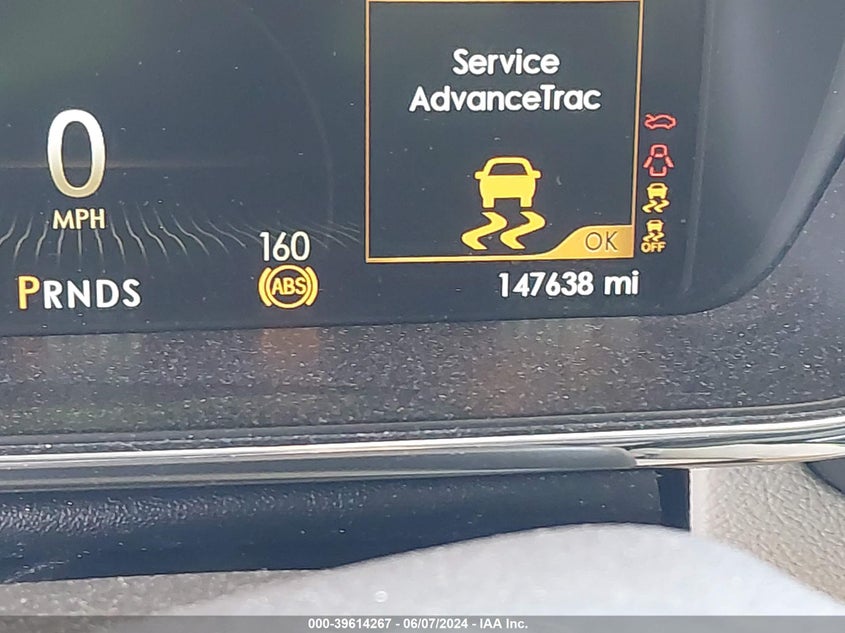 Service
AdvanceTrac
0
MPH
OK
OFF
160
ABS
PRNDS
147638 mi
000-39614267 - 06/07/2024 - IAA Inc.